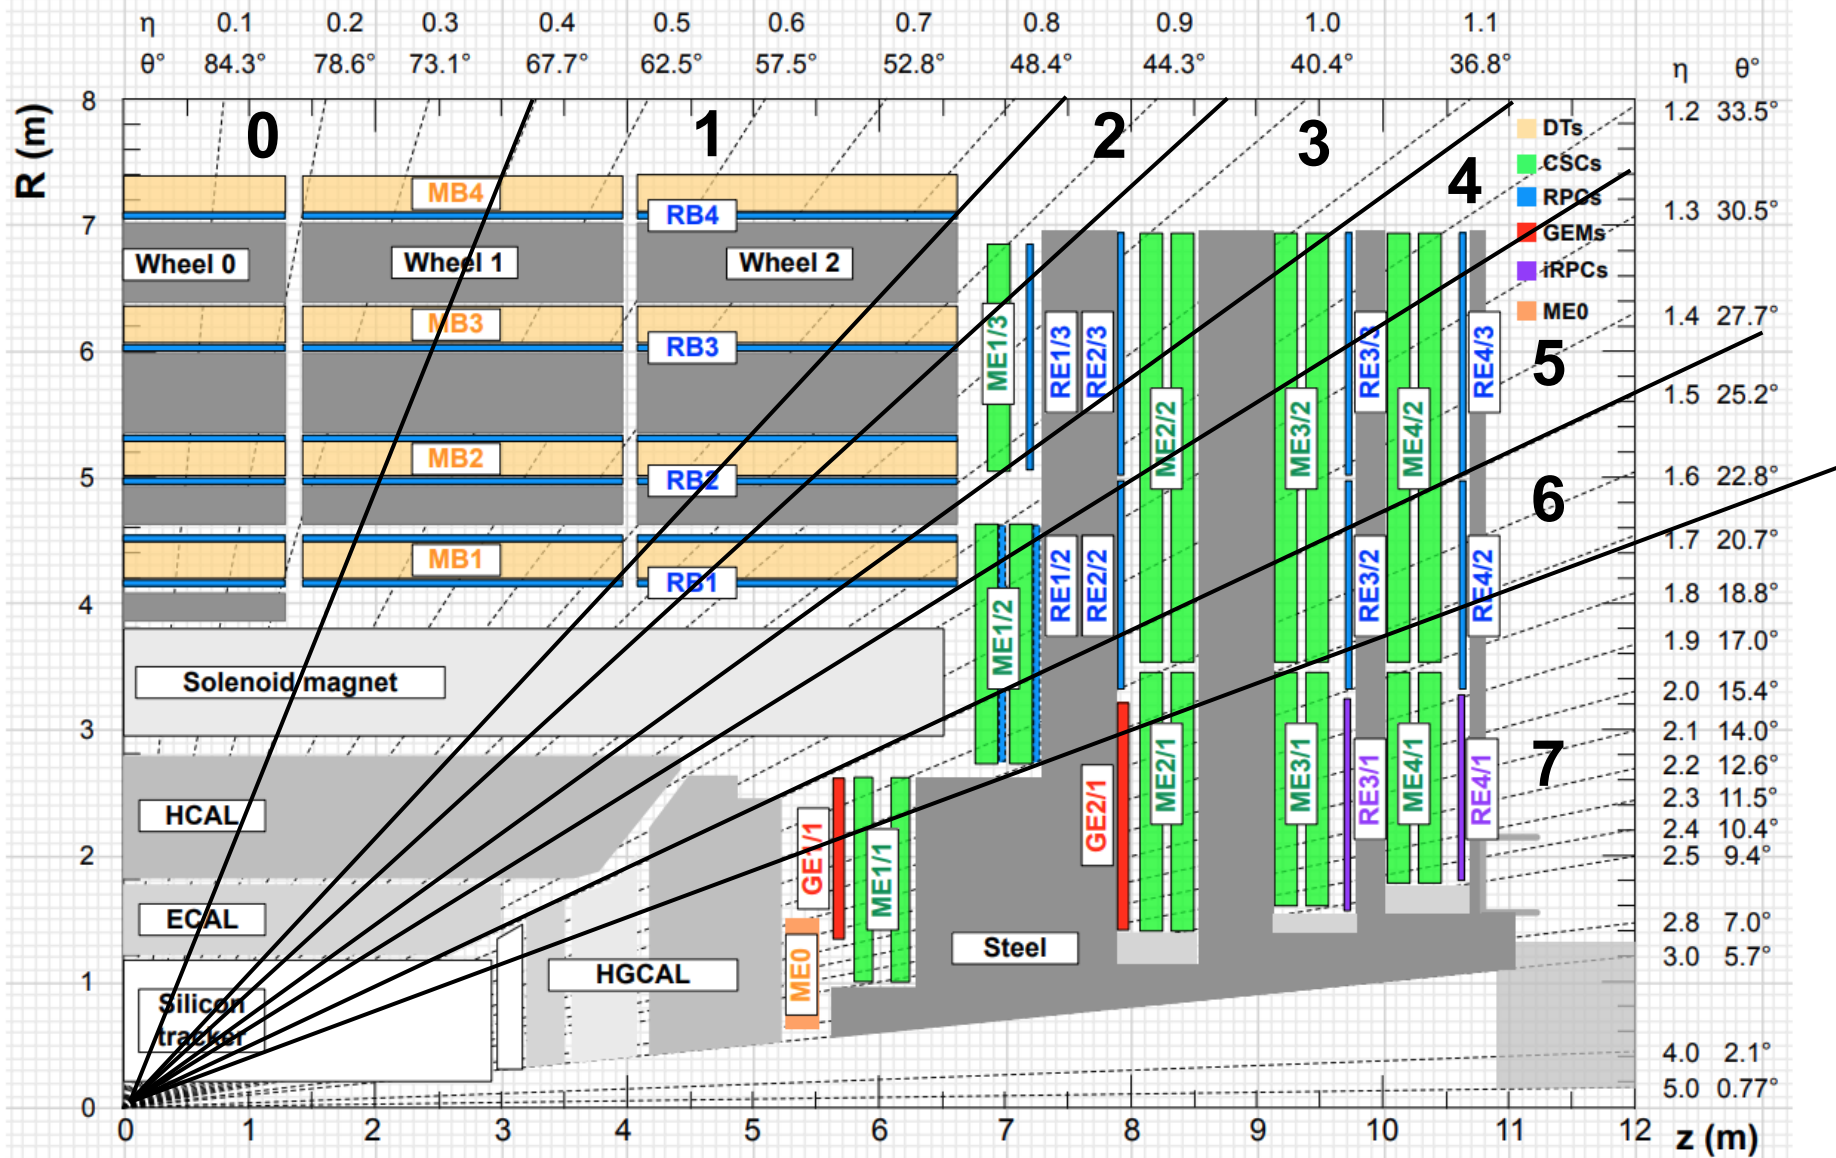 η 0.1 0.2 0.3 0.4 0.5 0.6 0.7 0.8 0.9 1.0 1.1
θ° 84.3° 78.6° 73.1° 67.7° 62.5° 57.5° 52.8° 48.4° 44.3° 40.4° 36.8° η θ°
R (m)
8
7
6
5
4
3
2
1
0
0 1 2 3 4 5 6 7
1.2 33.5°
1.3 30.5°
1.4 27.7°
1.5 25.2°
1.6 22.8°
1.7 20.7°
1.8 18.8°
1.9 17.0°
2.0 15.4°
2.1 14.0°
2.2 12.6°
2.3 11.5°
2.4 10.4°
2.5 9.4°
2.8 7.0°
3.0 5.7°
4.0 2.1°
5.0 0.77°
DTs
CSCs
RPCs
GEMs
iRPCs
ME0
MB4
RB4
Wheel 0 Wheel 1 Wheel 2
MB3
RB3
MB2
RB2
MB1
RB1
Solenoid magnet
HCAL
ECAL
Silicon
tracker
HGCAL
Steel
ME1/3
RE1/3
RE2/3
ME2/2
ME3/2
RE3/3
ME4/2
RE4/3
ME1/2
RE1/2
RE2/2
RE3/2
RE4/2
GE1/1
ME1/1
ME0
GE2/1
ME2/1
ME3/1
RE3/1
ME4/1
RE4/1
0 1 2 3 4 5 6 7 8 9 10 11 12 z (m)